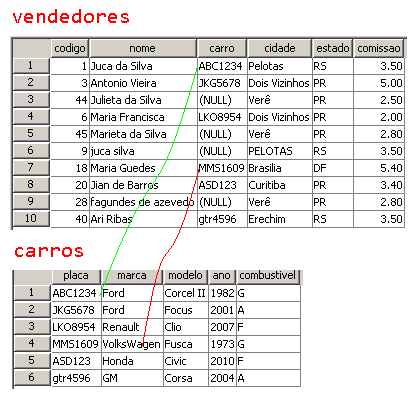 vendedores
codigo nome carro cidade estado comissao
1 1 Juca da Silva ABC1234 Pelotas RS 3.50
2 3 Antonio Vieira JKG5678 Dois Vizinhos PR 5.00
3 44 Julieta da Silva (NULL) Verê PR 2.50
4 6 Maria Francisca LKO8954 Dois Vizinhos PR 2.00
5 45 Marieta da Silva (NULL) Verê PR 2.80
6 9 juca silva (NULL) PELOTAS RS 3.50
7 18 Maria Guedes MMS1609 Brasilia DF 5.40
8 20 Jian de Barros ASD123 Curitiba PR 3.40
9 28 fagundes de azevedo (NULL) Verê PR 2.80
10 40 Ari Ribas gtr4596 Erechim RS 3.50
carros
placa marca modelo ano combustivel
1 ABC1234 Ford Corcel II 1982 G
2 JKG5678 Ford Focus 2001 A
3 LKO8954 Renault Clio 2007 F
4 MMS1609 VolksWagen Fusca 1973 G
5 ASD123 Honda Civic 2010 F
6 gtr4596 GM Corsa 2004 A